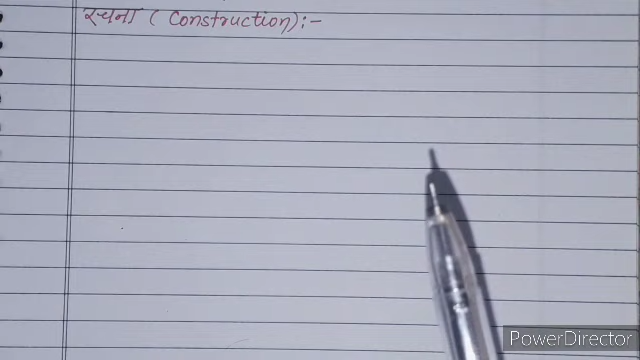 रचना ( Construction):-
PowerDirector